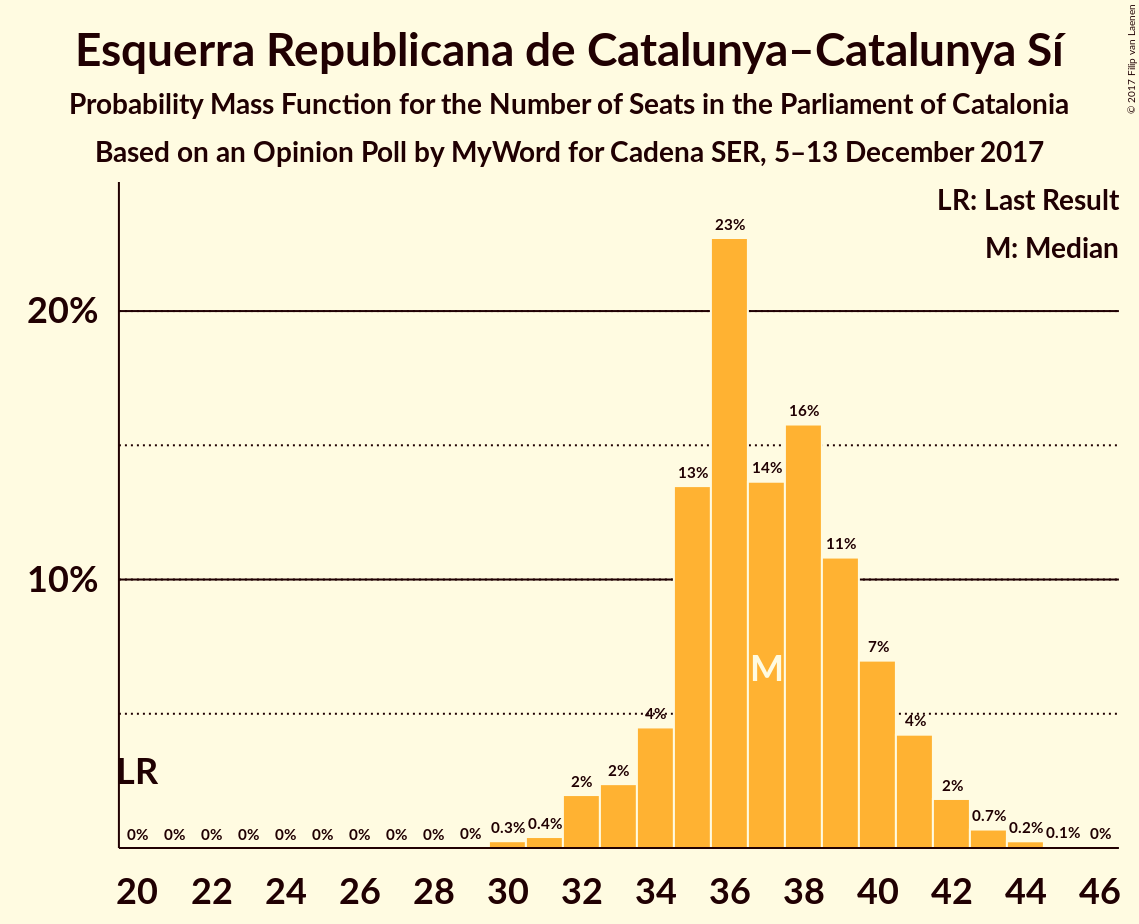 Esquerra Republicana de Catalunya–Catalunya Sí
Probability Mass Function for the Number of Seats in the Parliament of Catalonia
Based on an Opinion Poll by MyWord for Cadena SER, 5–13 December 2017
© 2017 Filip van Laenen
LR: Last Result
M: Median
20%
10%
23%
16%
14%
13%
11%
7%
4%
4%
2%
2%
2%
0.7%
0.4%
0.3%
0.2%
0.1%
0%
0% 0% 0% 0% 0% 0% 0% 0% 0% 0%
M
LR
20 22 24 26 28 30 32 34 36 38 40 42 44 46